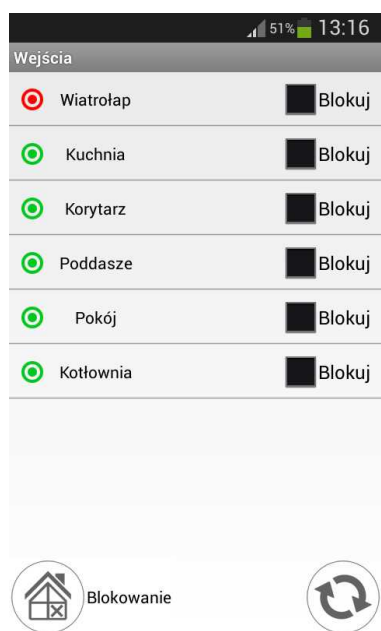 51% 13:16
Wejścia
Wiatrołap Blokuj
Kuchnia Blokuj
Korytarz Blokuj
Poddasze Blokuj
Pokój Blokuj
Kotłownia Blokuj
Blokowanie